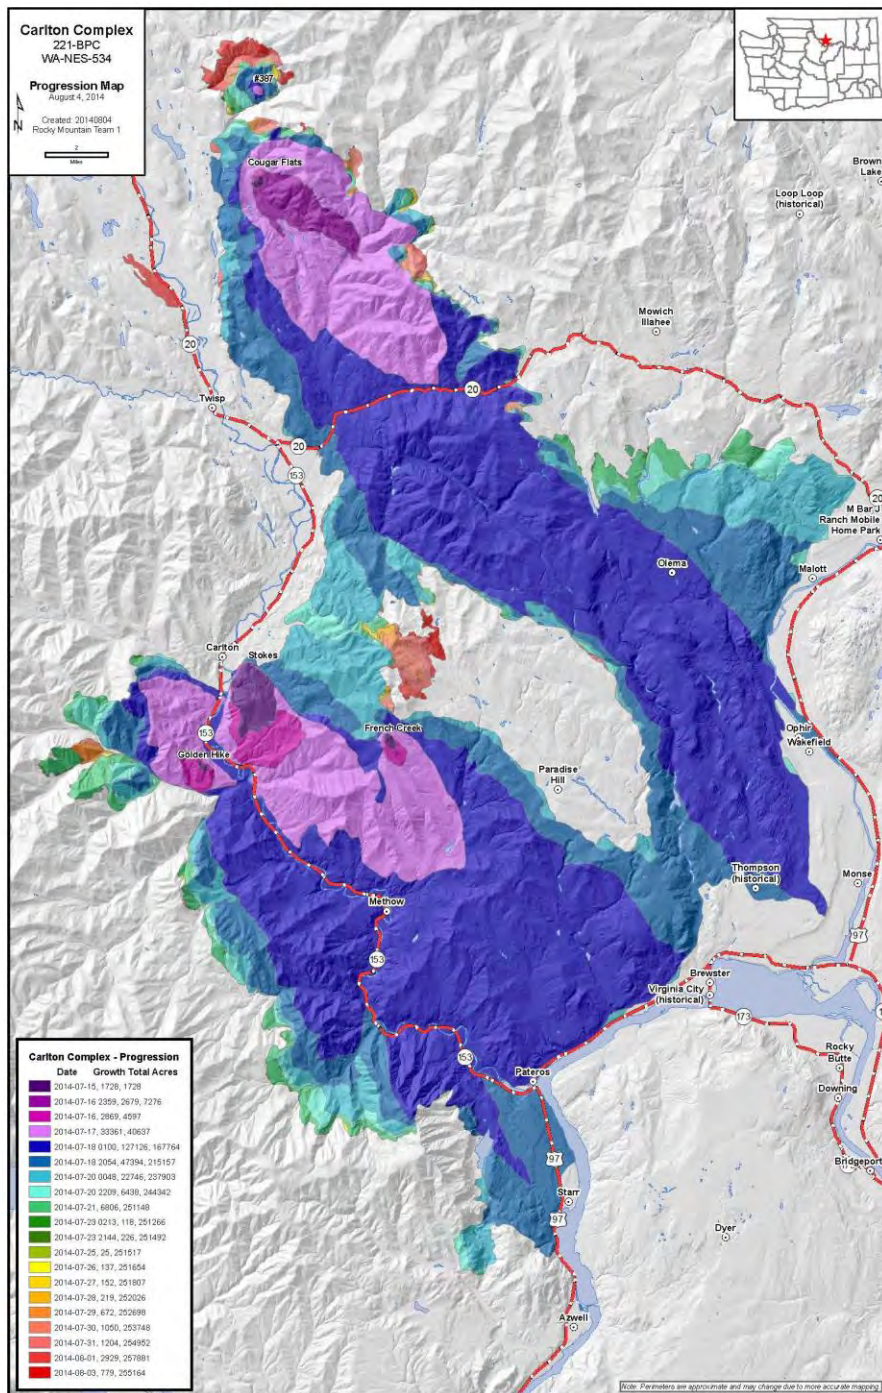 Carlton Complex
221-BPC
WA-NES-534
Progression Map
August 4, 2014
N
Created: 20140804
Rocky Mountain Team 1
2
Miles
#387
Cougar Flats
Brown
Lake
Loop Loop
(historical)
Mowich
Illahee
20
20
Twisp
20
153
20
M Bar J
Ranch Mobile
Home Park
Olema
Malott
Carlton
Stokes
153
French Creek
Golden Hike
Ophir
Wakefield
Paradise
Hill
Thompson
(historical)
Monse
Methow
97
153
Brewster
Virginia City
(historical)
173
153
Rocky
Butte
Pateros
Downing
97
Bridgeport
Starr
97
Dyer
Azwell
Carlton Complex - Progression
Date Growth Total Acres
2014-07-15, 1728, 1728
2014-07-16 2359, 2679, 7276
2014-07-16, 2869, 4597
2014-07-17, 33361, 40637
2014-07-18 0100, 127126, 167764
2014-07-18 2054, 47394, 215157
2014-07-20 0048, 22746, 237903
2014-07-20 2209, 6438, 244342
2014-07-21, 6806, 251148
2014-07-23 0213, 118, 251266
2014-07-23 2144, 226, 251492
2014-07-25, 25, 251517
2014-07-26, 137, 251654
2014-07-27, 152, 251807
2014-07-28, 219, 252026
2014-07-29, 672, 252698
2014-07-30, 1050, 253748
2014-07-31, 1204, 254952
2014-08-01, 2929, 257881
2014-08-03, 779, 255164
Note: Perimeters are approximate and may change due to more accurate mapping.